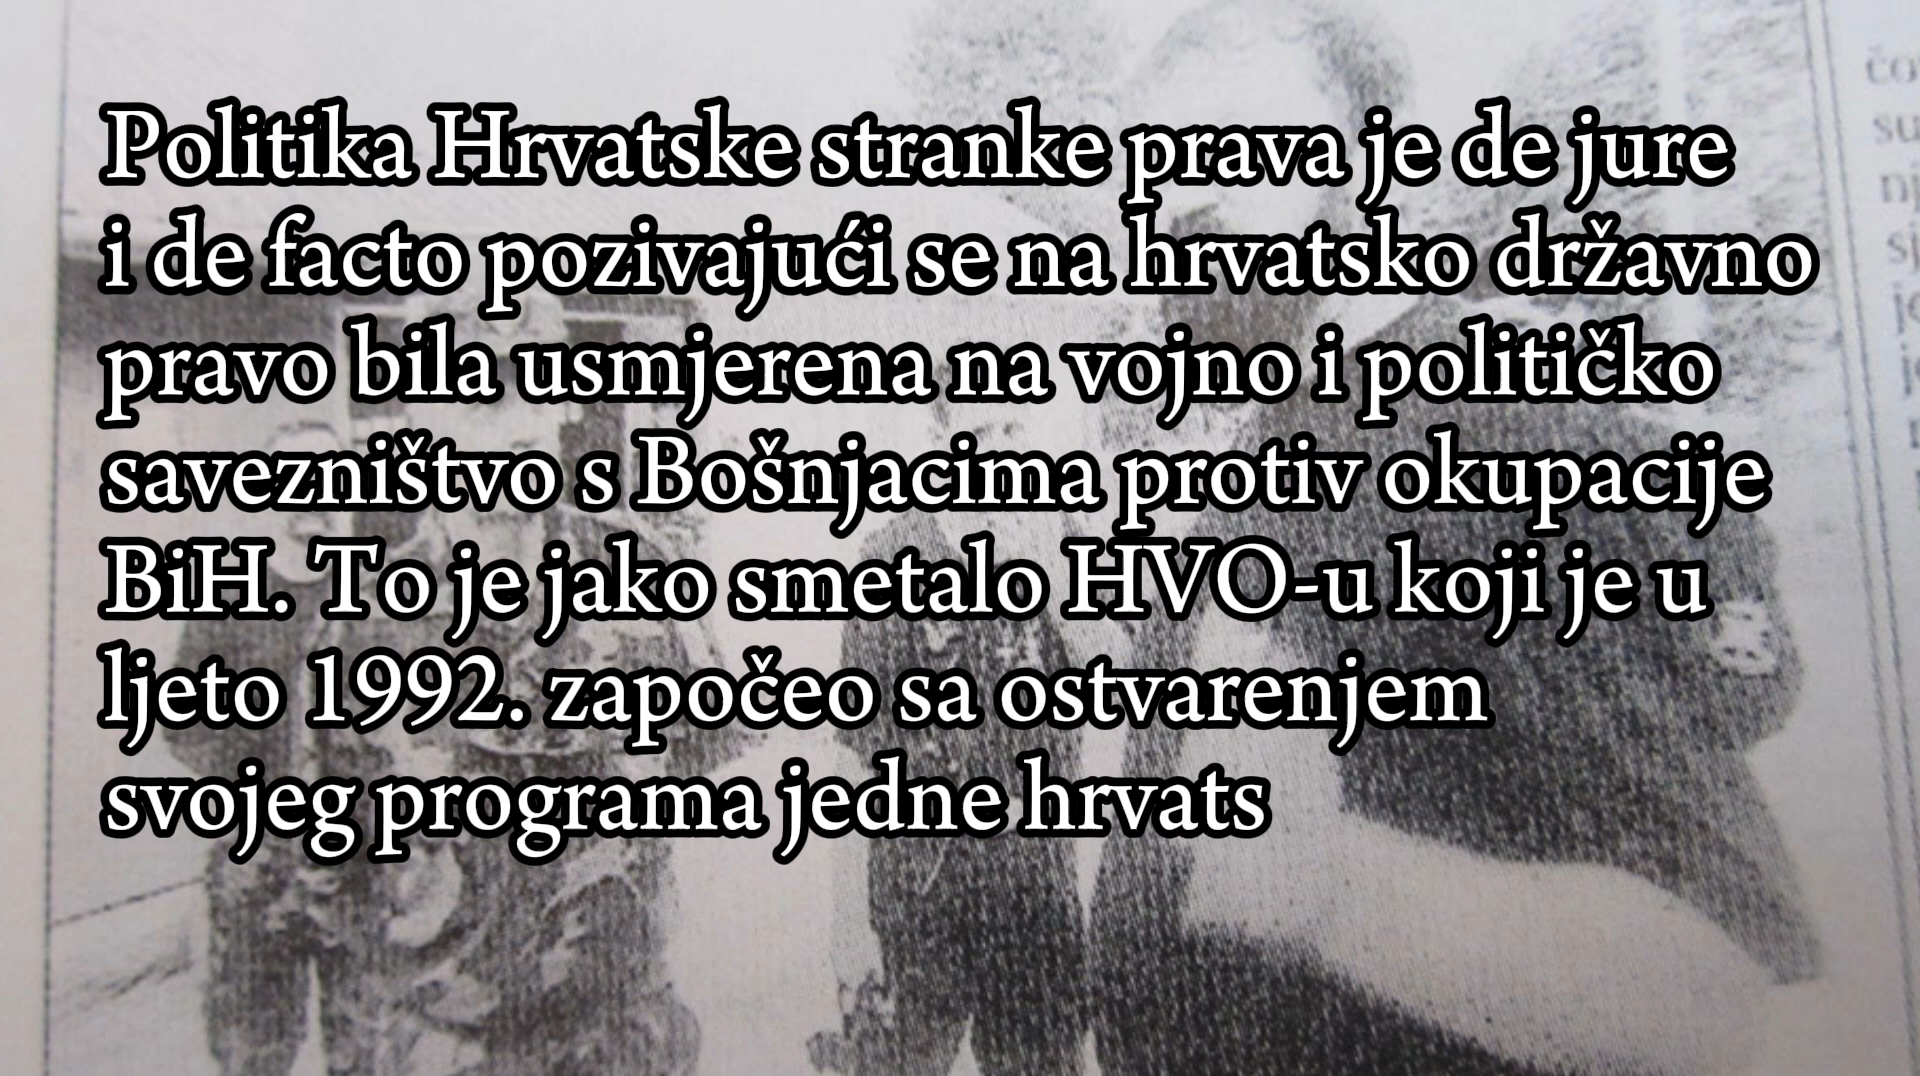 Politika Hrvatske stranke prava je de jure
i de facto pozivajući se na hrvatsko državno
pravo bila usmjerena na vojno i političko
savezništvo s Bošnjacima protiv okupacije
BiH. To je jako smetalo HVO-u koji je u
ljeto 1992. započeo sa ostvarenjem
svojeg programa jedne hrvats